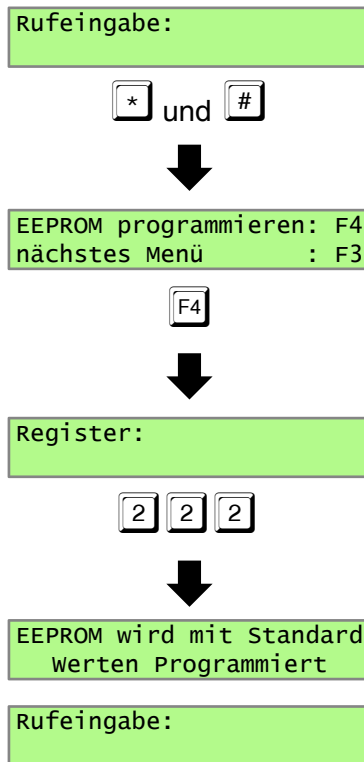 Rufeingabe:
* und #
EEPROM programmieren: F4
nächstes Menü : F3
F4
Register:
2 2 2
EEPROM wird mit Standard
Werten Programmiert
Rufeingabe: